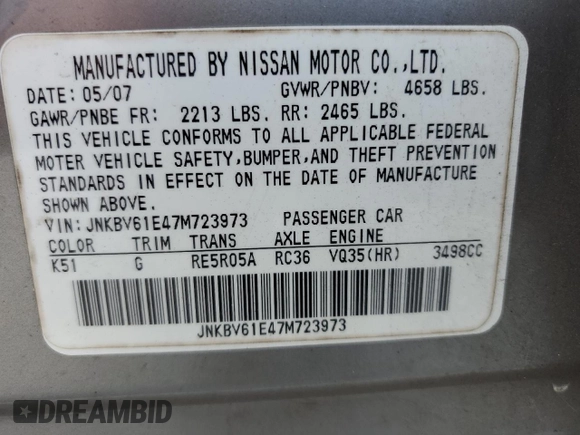 MANUFACTURED BY NISSAN MOTOR CO.,LTD.
DATE: 05/07 GVWR/PNBV: 4658 LBS.
GAWR/PNBE FR: 2213 LBS. RR: 2465 LBS.
THIS VEHICLE CONFORMS TO ALL APPLICABLE FEDERAL
MOTER VEHICLE SAFETY,BUMPER,AND THEFT PREVENTION
STANDARDS IN EFFECT ON THE DATE OF MANUFACTURE
SHOWN ABOVE.
VIN: JNKBV61E47M723973 PASSENGER CAR
COLOR TRIM TRANS AXLE ENGINE
K51 G RE5R05A RC36 VQ35(HR) 3498CC
JNKBV61E47M723973
DREAMBID